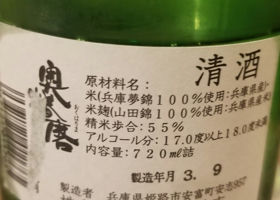 清酒
奥播磨
おくはりま
原材料名：
米(兵庫夢錦１００％使用：兵庫県産
米麹(山田錦１００％使用：兵庫県産米
精米歩合：５５％
アルコール分：17.0度以上18.0度未満
内容量：７２０ml詰
製造年月 3. 9
製造者 兵庫県姫路市安富町安志957